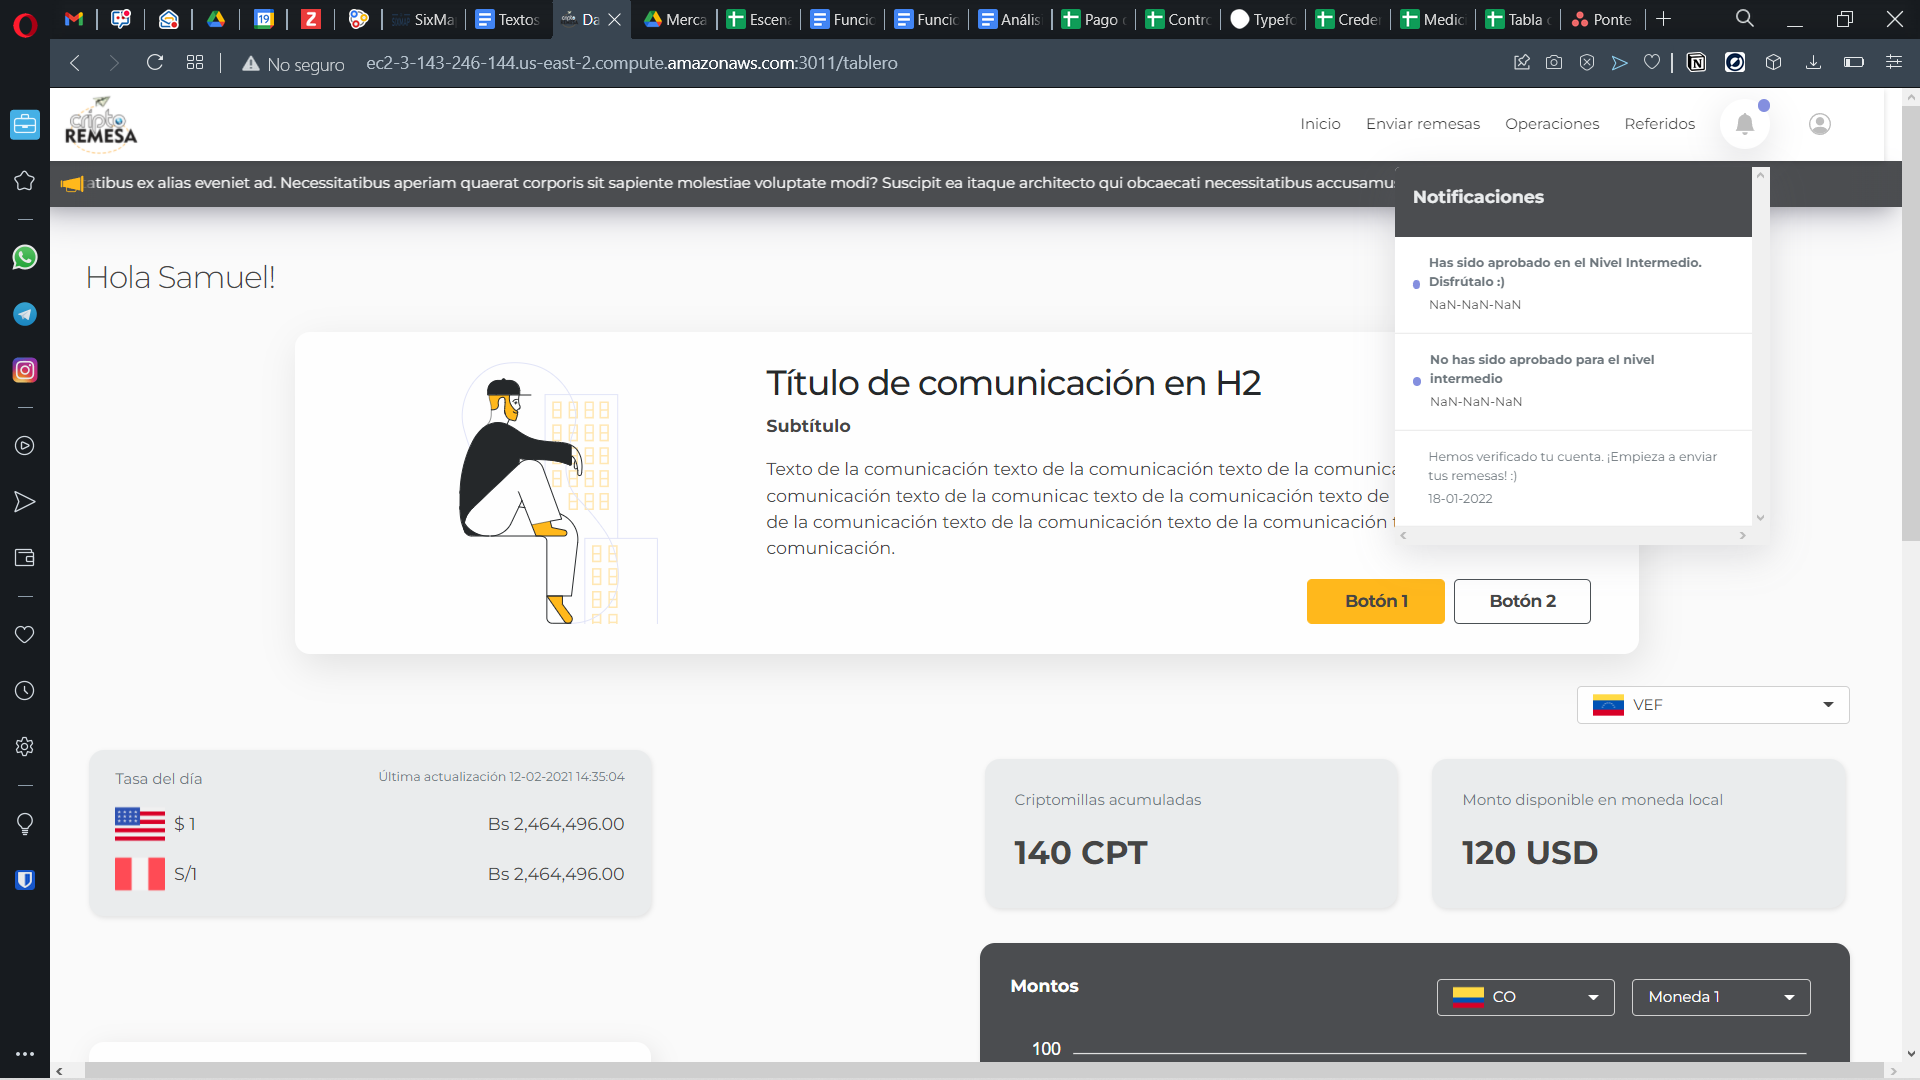 19
Z
SixMa
Textos
Da
Merca
Escena
Funcio
Funcio
Anális
Pago
Contro
Typefo
Crede
Medic
Tabla
Ponte
No seguro
ec2-3-143-246-144.us-east-2.compute.amazonaws.com:3011/tablero
cripto
REMESA
Inicio
Enviar remesas
Operaciones
Referidos
atibus ex alias eveniet ad. Necessitatibus aperiam quaerat corporis sit sapiente molestiae voluptate modi? Suscipit ea itaque architecto qui obcaecati necessitatibus accusamu
Notificaciones
Has sido aprobado en el Nivel Intermedio.
Disfrútalo :)
NaN-NaN-NaN
No has sido aprobado para el nivel
intermedio
NaN-NaN-NaN
Hemos verificado tu cuenta. ¡Empieza a enviar
tus remesas! :)
18-01-2022
Hola Samuel!
Título de comunicación en H2
Subtítulo
Texto de la comunicación texto de la comunicación texto de la comunica
comunicación texto de la comunicac texto de la comunicación texto de
de la comunicación texto de la comunicación texto de la comunicación t
comunicación.
Botón 1
Botón 2
VEF
Tasa del día
Última actualización 12-02-2021 14:35:04
$ 1
Bs 2,464,496.00
S/1
Bs 2,464,496.00
Criptomillas acumuladas
140 CPT
Monto disponible en moneda local
120 USD
Montos
CO
Moneda 1
100